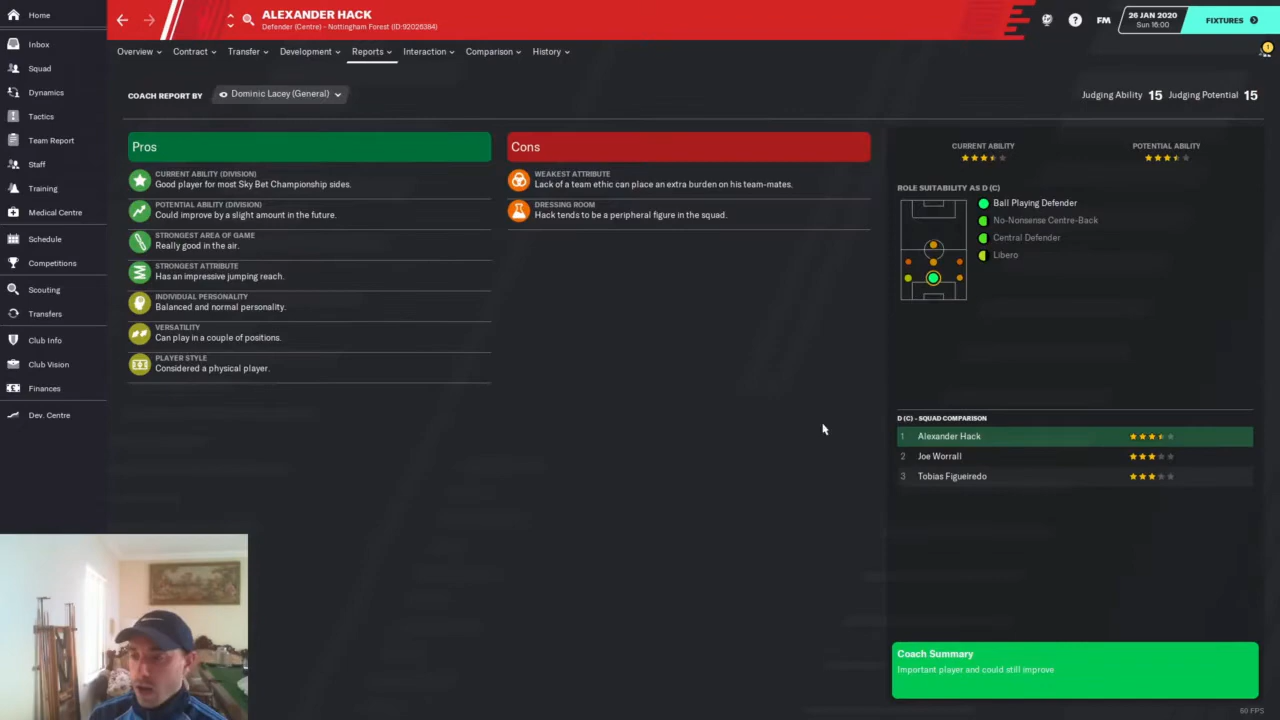 Home
ALEXANDER HACK
Defender (Centre) - Nottingham Forest (ID:92026384)
FM
26 JAN 2020
Sun 16:00
FIXTURES
Overview
Contract
Transfer
Development
Reports
Interaction
Comparison
History
Inbox
Squad
Dynamics
Tactics
Team Report
Staff
Training
Medical Centre
Schedule
Competitions
Scouting
Transfers
Club Info
Club Vision
Finances
Dev. Centre
COACH REPORT BY
Dominic Lacey (General)
Judging Ability 15 Judging Potential 15
Pros
CURRENT ABILITY (DIVISION)
Good player for most Sky Bet Championship sides.
POTENTIAL ABILITY (DIVISION)
Could improve by a slight amount in the future.
STRONGEST AREA OF GAME
Really good in the air.
STRONGEST ATTRIBUTE
Has an impressive jumping reach.
INDIVIDUAL PERSONALITY
Balanced and normal personality.
VERSATILITY
Can play in a couple of positions.
PLAYER STYLE
Considered a physical player.
Cons
WEAKEST ATTRIBUTE
Lack of a team ethic can place an extra burden on his team-mates.
DRESSING ROOM
Hack tends to be a peripheral figure in the squad.
CURRENT ABILITY
POTENTIAL ABILITY
ROLE SUITABILITY AS D (C)
Ball Playing Defender
No-Nonsense Centre-Back
Central Defender
Libero
D (C) - SQUAD COMPARISON
1 Alexander Hack
2 Joe Worrall
3 Tobias Figueiredo
Coach Summary
Important player and could still improve
60 FPS